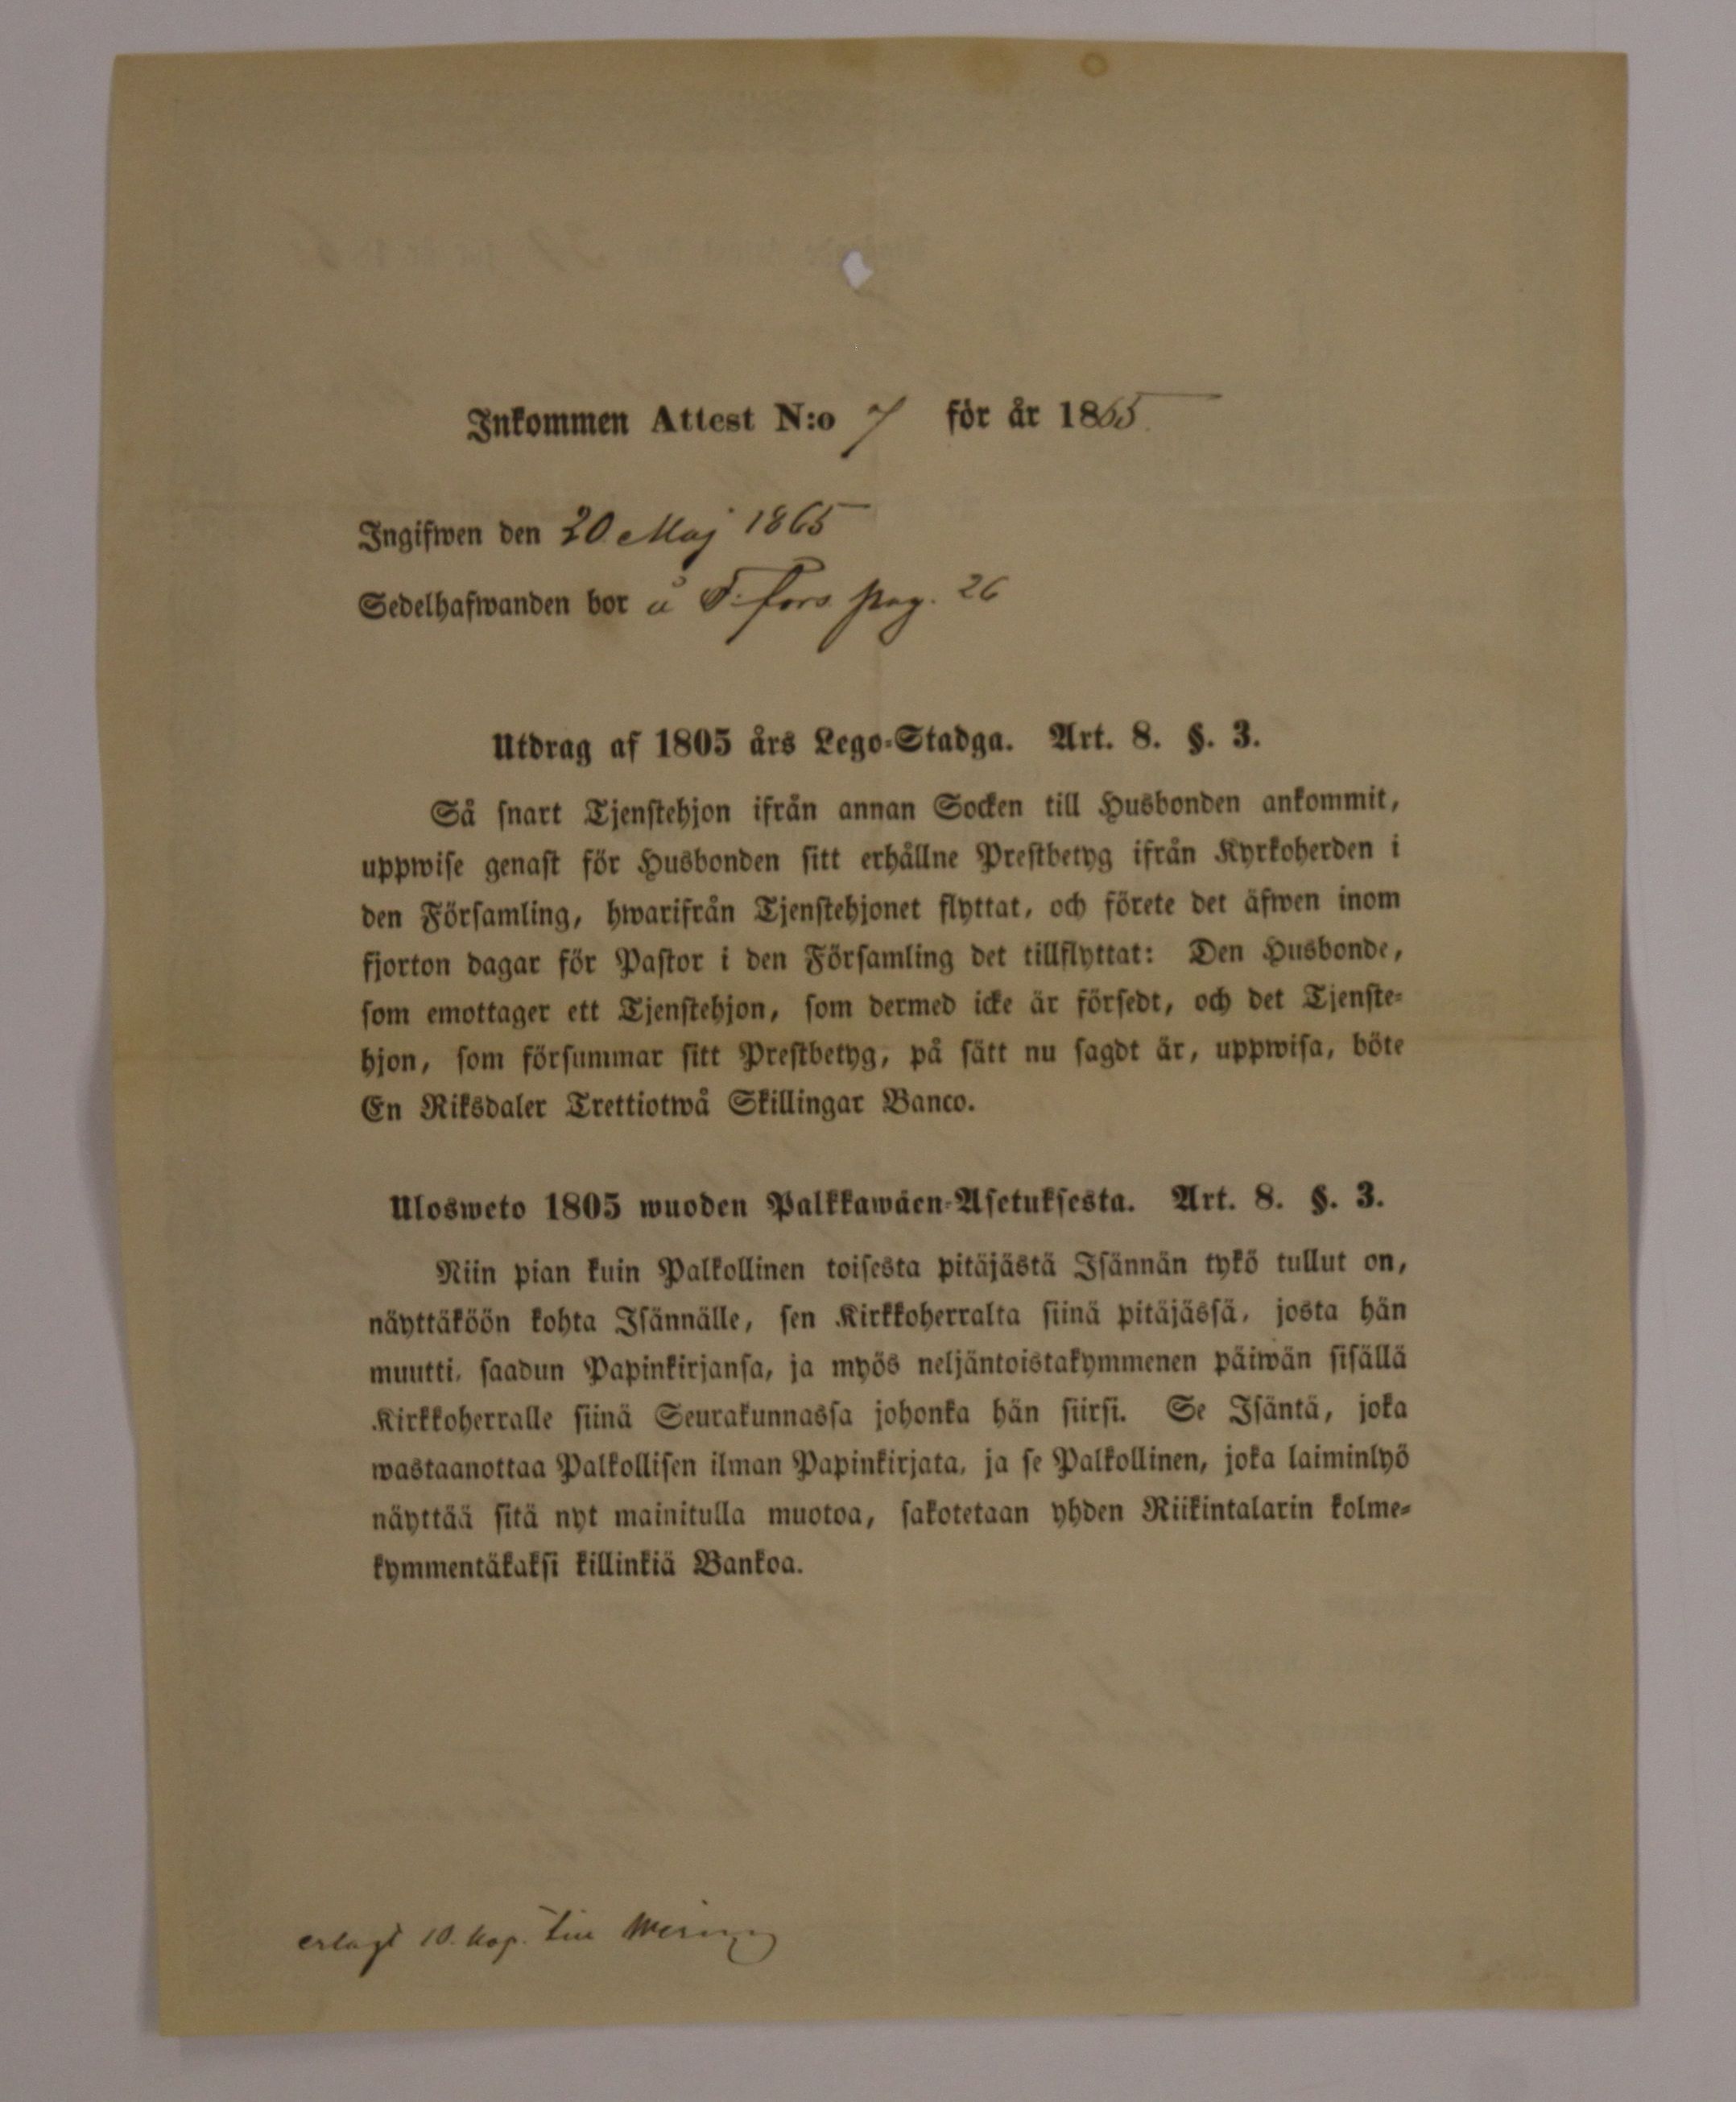 Inkommen Attest N:o 7 för år 1865
Ingifwen den 20 Maj 1865
Sedelhafwanden bor å T. fors pag. 26
Utdrag af 1805 års Lego-Stadga. Art. 8. §. 3.
Så snart Tjenstehjon ifrån annan Socken till Husbonden ankommit,
uppwise genast för Husbonden sitt erhållne Prestbetyg ifrån Kyrkoherden i
den Församling, hwarifrån Tjenstehjonet flyttat, och förete det äfwen inom
fjorton dagar för Pastor i den Församling det tillflyttat: Den Husbonde,
som emottager ett Tjenstehjon, som dermed icke är försedt, och det Tjenste-
hjon, som försummar sitt Prestbetyg, på sätt nu sagdt är, uppwisa, böte
En Riksdaler Trettiotwå Skillingar Banco.
Ulosweto 1805 wuoden Palkkawäen-Asetuksesta. Art. 8. §. 3.
Niin pian kuin Palkollinen toisesta pitäjästä Isännän tykö tullut on,
näyttäköön kohta Isännälle, sen Kirkkoherralta siinä pitäjässä, josta hän
muutti, saadun Papinkirjansa, ja myös neljäntoistakymmenen päiwän sisällä
Kirkkoherralle siinä Seurakunnassa johonka hän siirsi. Se Isäntä, joka
wastaanottaa Palkollisen ilman Papinkirjata, ja se Palkollinen, joka laiminlyö
näyttää sitä nyt mainitulla muotoa, sakotetaan yhden Riikintalarin kolme-
kymmentäkaksi killinkiä Bankoa.
erlagt 10. kop.